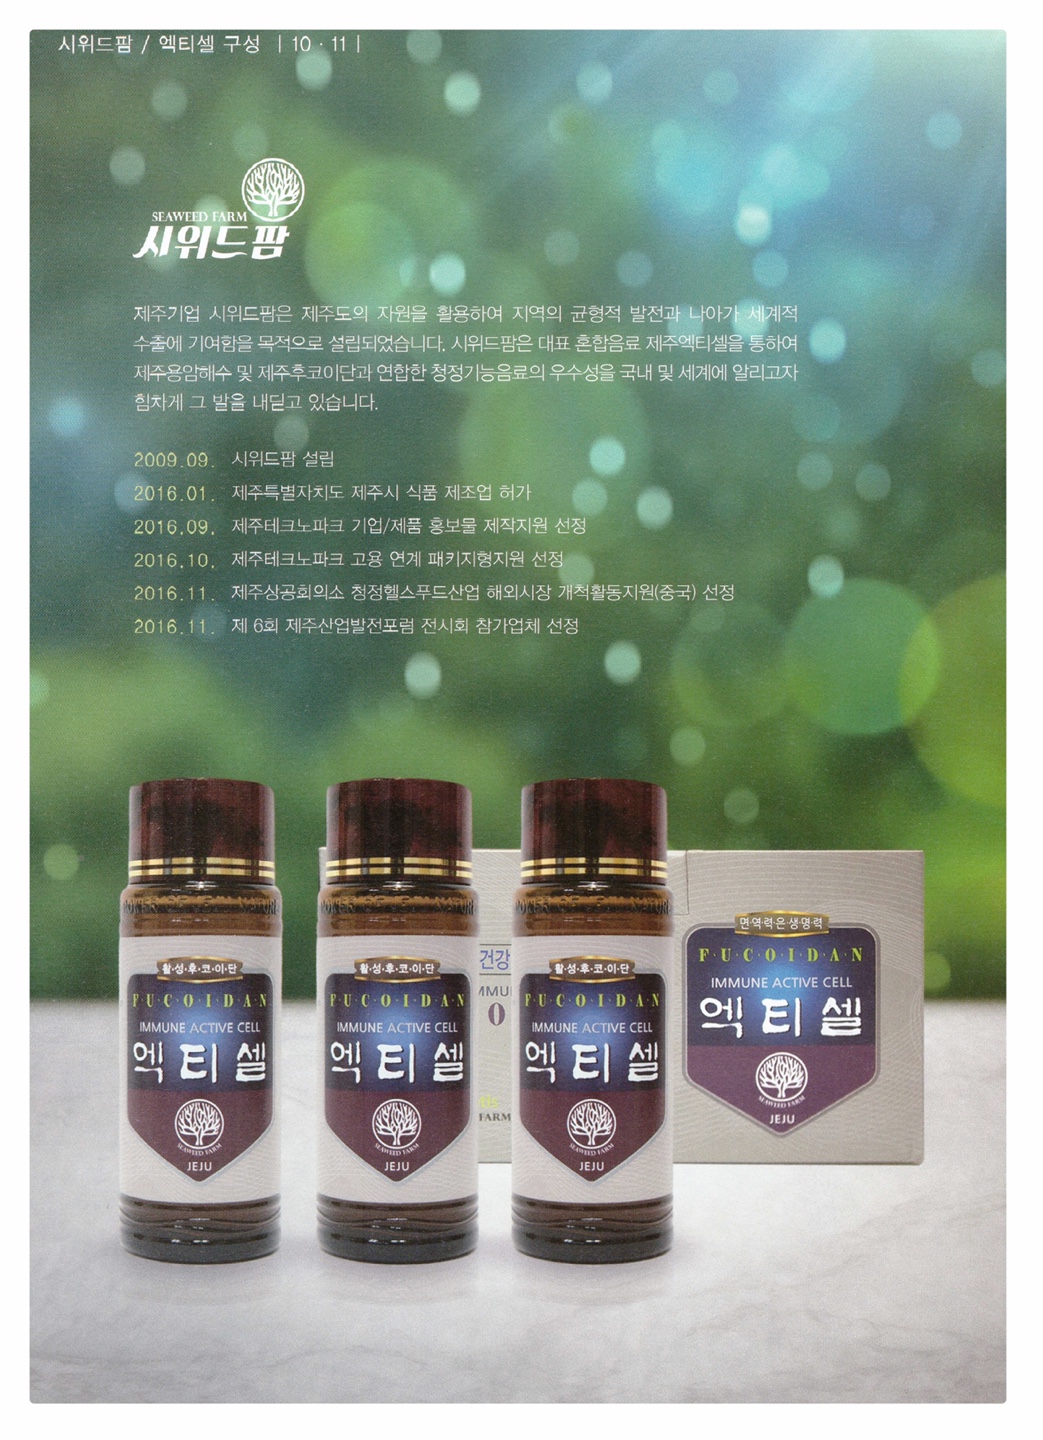 시위드팜 / 엑티셀 구성 | 10 · 11 |
SEAWEED FARM
시위드팜
제주기업 시위드팜은 제주도의 자원을 활용하여 지역의 균형적 발전과 나아가 세계적
수출에 기여함을 목적으로 설립되었습니다. 시위드팜은 대표 혼합음료 제주엑티셀을 통하여
제주용암해수 및 제주후코이단과 연합한 청정기능음료의 우수성을 국내 및 세계에 알리고자
힘차게 그 발을 내딛고 있습니다.
2009.09. 시위드팜 설립
2016.01. 제주특별자치도 제주시 식품 제조업 허가
2016.09. 제주테크노파크 기업/제품 홍보물 제작지원 선정
2016.10. 제주테크노파크 고용 연계 패키지형지원 선정
2016.11. 제주상공회의소 청정헬스푸드산업 해외시장 개척활동지원(중국) 선정
2016.11. 제 6회 제주산업발전포럼 전시회 참가업체 선정
활·성·후·코·이·단
F·U·C·O·I·D·A·N
IMMUNE ACTIVE CELL
엑티셀
SEAWEED FARM
JEJU
활·성·후·코·이·단
F·U·C·O·I·D·A·N
IMMUNE ACTIVE CELL
엑티셀
SEAWEED FARM
JEJU
건강
FARM
활·성·후·코·이·단
F·U·C·O·I·D·A·N
IMMUNE ACTIVE CELL
엑티셀
SEAWEED FARM
JEJU
면·역·력·은·생·명·력
F·U·C·O·I·D·A·N
IMMUNE ACTIVE CELL
엑티셀
SEAWEED FARM
JEJU